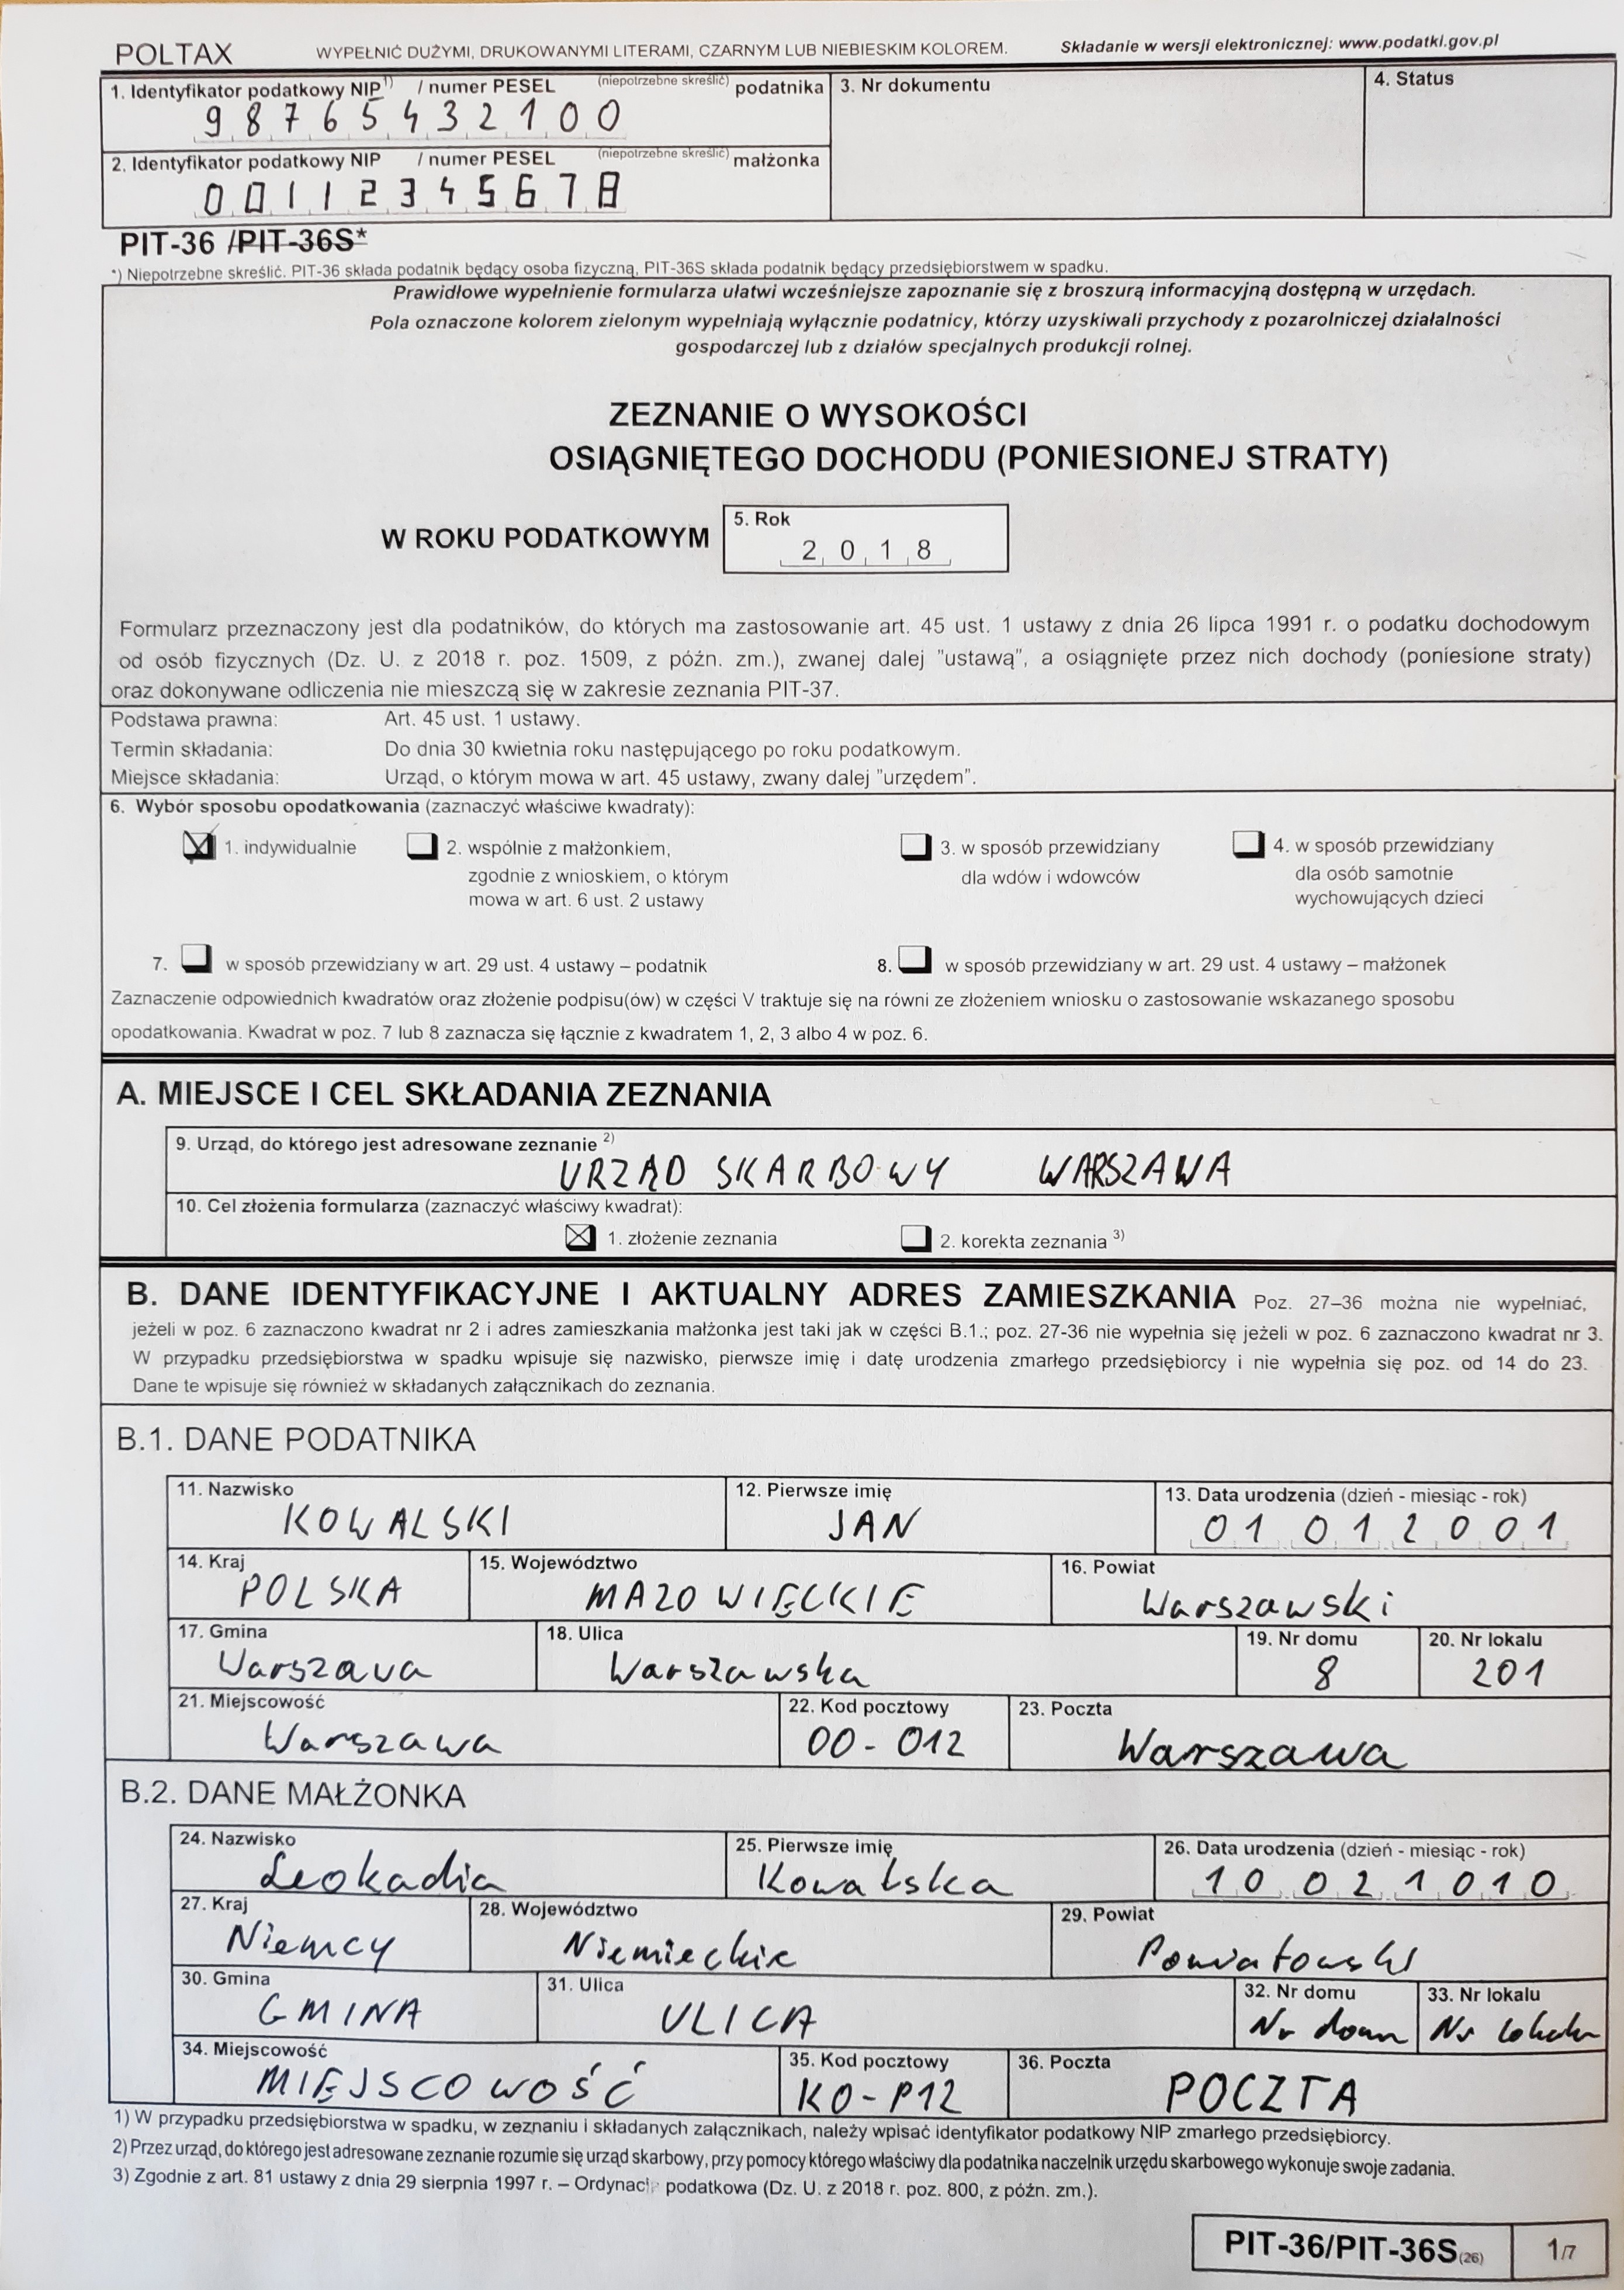 POLTAX WYPEŁNIĆ DUŻYMI, DRUKOWANYMI LITERAMI, CZARNYM LUB NIEBIESKIM KOLOREM. Składanie w wersji elektronicznej: www.podatki.gov.pl
1. Identyfikator podatkowy NIP1) / numer PESEL (niepotrzebne skreślić) podatnika
98765432100
3. Nr dokumentu
4. Status
2. Identyfikator podatkowy NIP / numer PESEL (niepotrzebne skreślić) małżonka
00112345678
PIT-36 /PIT-36S*
*) Niepotrzebne skreślić. PIT-36 składa podatnik będący osoba fizyczną, PIT-36S składa podatnik będący przedsiębiorstwem w spadku.
Prawidłowe wypełnienie formularza ułatwi wcześniejsze zapoznanie się z broszurą informacyjną dostępną w urzędach.
Pola oznaczone kolorem zielonym wypełniają wyłącznie podatnicy, którzy uzyskiwali przychody z pozarolniczej działalności
gospodarczej lub z działów specjalnych produkcji rolnej.
ZEZNANIE O WYSOKOŚCI
OSIĄGNIĘTEGO DOCHODU (PONIESIONEJ STRATY)
W ROKU PODATKOWYM
5. Rok
2018
Formularz przeznaczony jest dla podatników, do których ma zastosowanie art. 45 ust. 1 ustawy z dnia 26 lipca 1991 r. o podatku dochodowym
od osób fizycznych (Dz. U. z 2018 r. poz. 1509, z późn. zm.), zwanej dalej "ustawą", a osiągnięte przez nich dochody (poniesione straty)
oraz dokonywane odliczenia nie mieszczą się w zakresie zeznania PIT-37.
Podstawa prawna: Art. 45 ust. 1 ustawy.
Termin składania: Do dnia 30 kwietnia roku następującego po roku podatkowym.
Miejsce składania: Urząd, o którym mowa w art. 45 ustawy, zwany dalej "urzędem".
6. Wybór sposobu opodatkowania (zaznaczyć właściwe kwadraty):
1. indywidualnie
2. wspólnie z małżonkiem,
zgodnie z wnioskiem, o którym
mowa w art. 6 ust. 2 ustawy
3. w sposób przewidziany
dla wdów i wdowców
4. w sposób przewidziany
dla osób samotnie
wychowujących dzieci
7. w sposób przewidziany w art. 29 ust. 4 ustawy – podatnik
8. w sposób przewidziany w art. 29 ust. 4 ustawy – małżonek
Zaznaczenie odpowiednich kwadratów oraz złożenie podpisu(ów) w części V traktuje się na równi ze złożeniem wniosku o zastosowanie wskazanego sposobu
opodatkowania. Kwadrat w poz. 7 lub 8 zaznacza się łącznie z kwadratem 1, 2, 3 albo 4 w poz. 6.
A. MIEJSCE I CEL SKŁADANIA ZEZNANIA
9. Urząd, do którego jest adresowane zeznanie 2)
URZĄD SKARBOWY WARSZAWA
10. Cel złożenia formularza (zaznaczyć właściwy kwadrat):
1. złożenie zeznania
2. korekta zeznania 3)
B. DANE IDENTYFIKACYJNE I AKTUALNY ADRES ZAMIESZKANIA Poz. 27–36 można nie wypełniać,
jeżeli w poz. 6 zaznaczono kwadrat nr 2 i adres zamieszkania małżonka jest taki jak w części B.1.; poz. 27-36 nie wypełnia się jeżeli w poz. 6 zaznaczono kwadrat nr 3.
W przypadku przedsiębiorstwa w spadku wpisuje się nazwisko, pierwsze imię i datę urodzenia zmarłego przedsiębiorcy i nie wypełnia się poz. od 14 do 23.
Dane te wpisuje się również w składanych załącznikach do zeznania.
B.1. DANE PODATNIKA
11. Nazwisko
KOWALSKI
12. Pierwsze imię
JAN
13. Data urodzenia (dzień - miesiąc - rok)
01 01 2001
14. Kraj
POLSKA
15. Województwo
MAZOWIECKIE
16. Powiat
Warszawski
17. Gmina
Warszawa
18. Ulica
Warszawska
19. Nr domu
8
20. Nr lokalu
201
21. Miejscowość
Warszawa
22. Kod pocztowy
00-012
23. Poczta
Warszawa
B.2. DANE MAŁŻONKA
24. Nazwisko
Leokadia
25. Pierwsze imię
Kowalska
26. Data urodzenia (dzień - miesiąc - rok)
10 02 1010
27. Kraj
Niemcy
28. Województwo
Niemieckie
29. Powiat
Powiatowski
30. Gmina
GMINA
31. Ulica
ULICA
32. Nr domu
Nr domu
33. Nr lokalu
Nr lokalu
34. Miejscowość
MIEJSCOWOŚĆ
35. Kod pocztowy
KO-P12
36. Poczta
POCZTA
1) W przypadku przedsiębiorstwa w spadku, w zeznaniu i składanych załącznikach, należy wpisać identyfikator podatkowy NIP zmarłego przedsiębiorcy.
2) Przez urząd, do którego jest adresowane zeznanie rozumie się urząd skarbowy, przy pomocy którego właściwy dla podatnika naczelnik urzędu skarbowego wykonuje swoje zadania.
3) Zgodnie z art. 81 ustawy z dnia 29 sierpnia 1997 r. – Ordynacja podatkowa (Dz. U. z 2018 r. poz. 800, z późn. zm.).
PIT-36/PIT-36S(26) 1/7